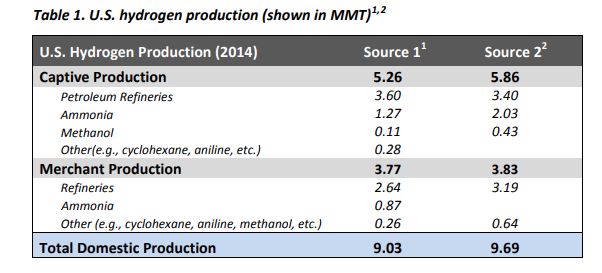 Table 1. U.S. hydrogen production (shown in MMT)1,2
U.S. Hydrogen Production (2014) Source 11 Source 22
Captive Production 5.26 5.86
Petroleum Refineries 3.60 3.40
Ammonia 1.27 2.03
Methanol 0.11 0.43
Other(e.g., cyclohexane, aniline, etc.) 0.28
Merchant Production 3.77 3.83
Refineries 2.64 3.19
Ammonia 0.87
Other (e.g., cyclohexane, aniline, methanol, etc.) 0.26 0.64
Total Domestic Production 9.03 9.69